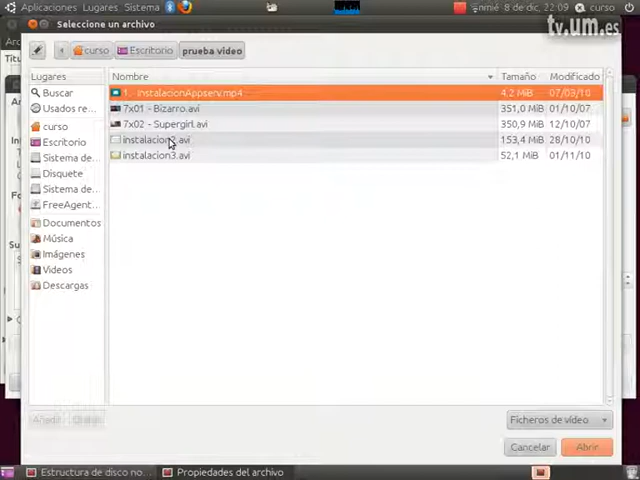 Aplicaciones Lugares Sistema mié 8 de dic, 22:09 curso
tv.um.es
Seleccione un archivo
curso Escritorio prueba video
Lugares Nombre Tamaño Modificado
Buscar
Usados re...
curso
Escritorio
Sistema de...
Disquete
Sistema de...
FreeAgent...
Documentos
Música
Imágenes
Videos
Descargas
1.- InstalacionAppserv.mp4 4,2 MiB 07/03/10
7x01 - Bizarro.avi 351,0 MiB 01/10/07
7x02 - Supergirl.avi 350,9 MiB 12/10/07
instalacion2.avi 153,4 MiB 28/10/10
instalacion3.avi 52,1 MiB 01/11/10
Añadir
Ficheros de vídeo
Cancelar Abrir
Estructura de disco no... Propiedades del archivo